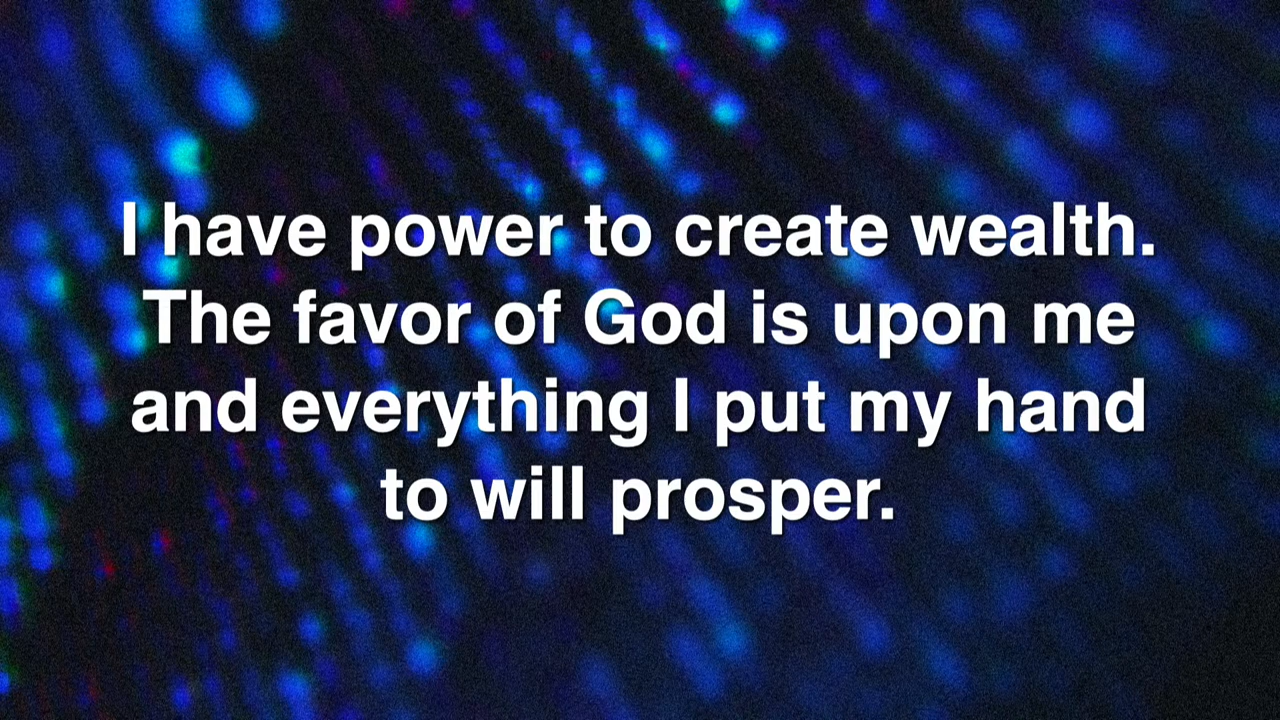 I have power to create wealth.
The favor of God is upon me
and everything I put my hand
to will prosper.